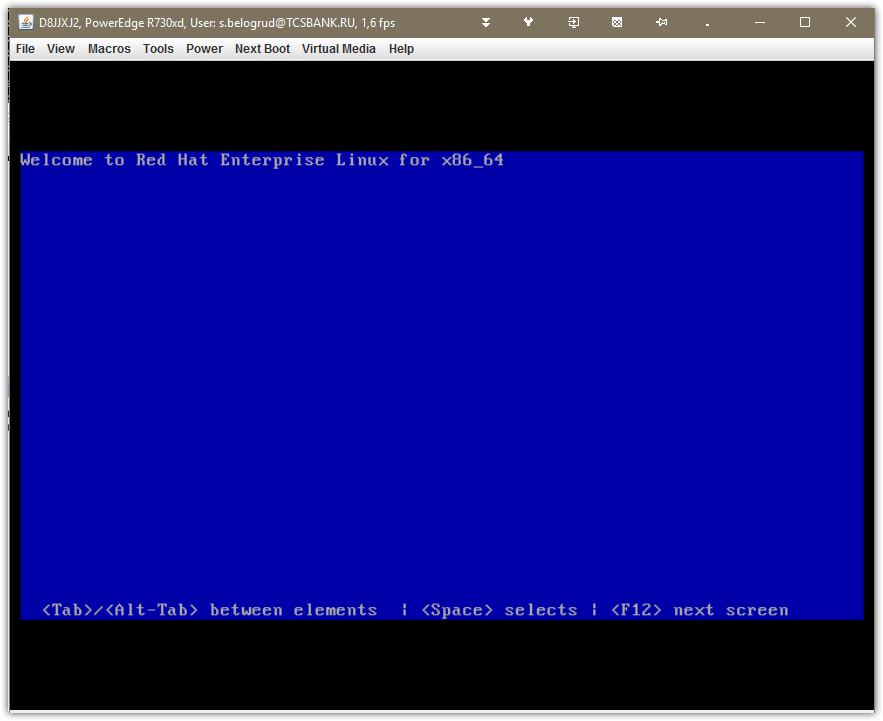 D8JJXJ2, PowerEdge R730xd, User: s.belogrud@TCSBANK.RU, 1,6 fps
File View Macros Tools Power Next Boot Virtual Media Help
Welcome to Red Hat Enterprise Linux for x86_64
<Tab>/<Alt-Tab> between elements | <Space> selects | <F12> next screen